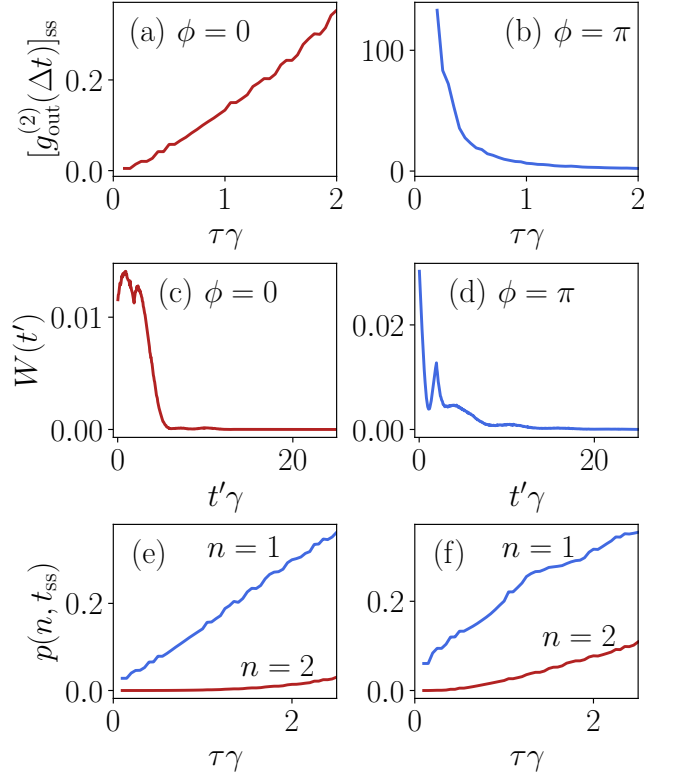 [g_out^(2)(Δt)]_ss
(a) ϕ = 0
0.2
0.0
0 1 2
τγ
(b) ϕ = π
100
0
0 1 2
τγ
W(t′)
(c) ϕ = 0
0.01
0.00
0 20
t′γ
(d) ϕ = π
0.02
0.00
0 20
t′γ
p(n, t_ss)
(e) n = 1
0.2
n = 2
0.0
0 2
τγ
(f) n = 1
0.2
n = 2
0.0
0 2
τγ